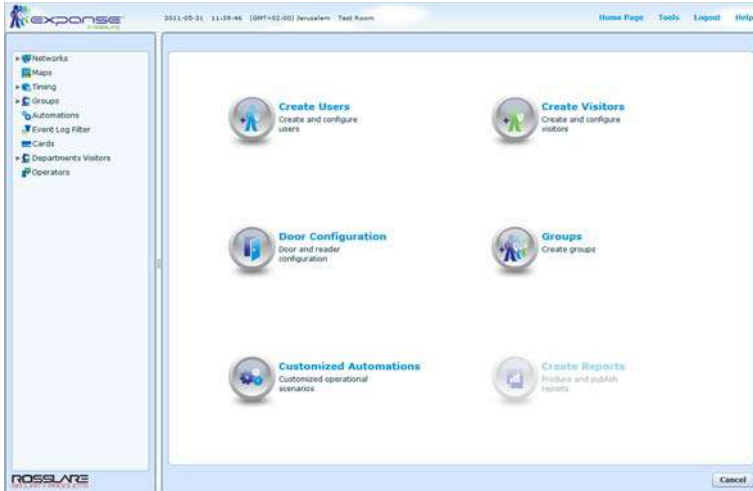 expanse
2011-05-31 11:39:46 (GMT+02:00) Jerusalem Test Room
Home Page Tools Logout Help
Networks
Maps
Timing
Groups
Automations
Event Log Filter
Cards
Departments Visitors
Operators
Create Users
Create and configure
users
Create Visitors
Create and configure
visitors
Door Configuration
Door and reader
configuration
Groups
Create groups
Customized Automations
Customized operational
scenarios
Create Reports
Produce and publish
reports
ROSSLARE
SECURITY PRODUCTS
Cancel